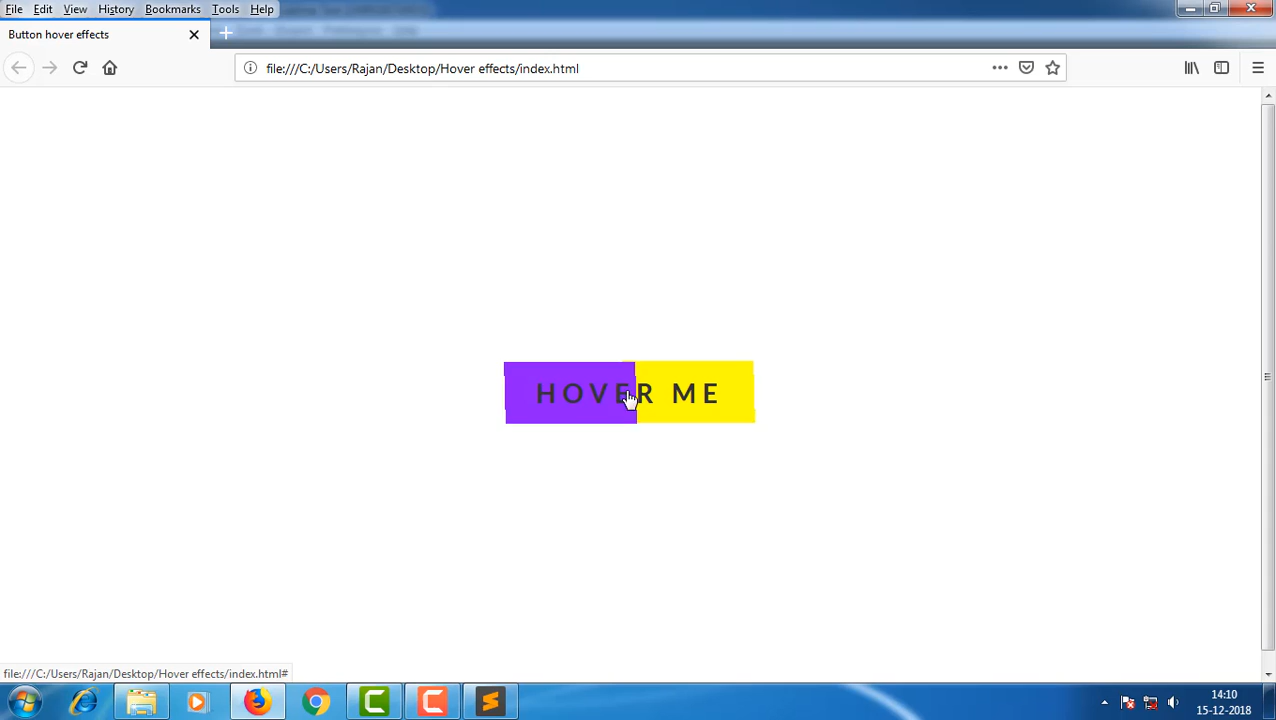 File Edit View History Bookmarks Tools Help
Button hover effects
file:///C:/Users/Rajan/Desktop/Hover effects/index.html
HOVER ME
file:///C:/Users/Rajan/Desktop/Hover effects/index.html#
14:10
15-12-2018